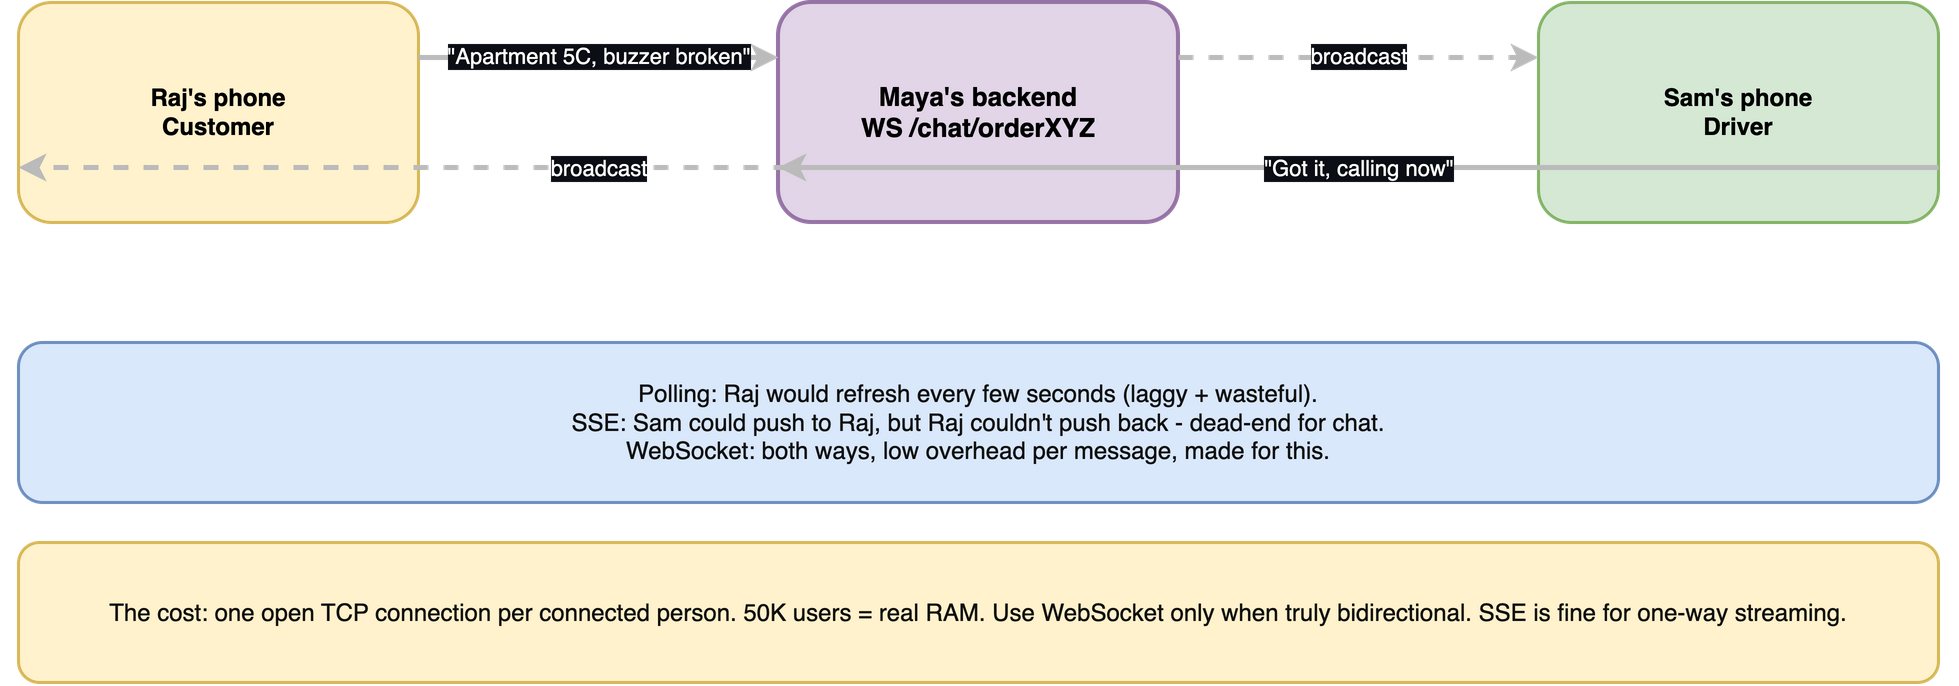 "Apartment 5C, buzzer broken"
broadcast
Raj's phone
Customer
Maya's backend
WS /chat/orderXYZ
Sam's phone
Driver
broadcast
"Got it, calling now"
Polling: Raj would refresh every few seconds (laggy + wasteful).
SSE: Sam could push to Raj, but Raj couldn't push back - dead-end for chat.
WebSocket: both ways, low overhead per message, made for this.
The cost: one open TCP connection per connected person. 50K users = real RAM. Use WebSocket only when truly bidirectional. SSE is fine for one-way streaming.